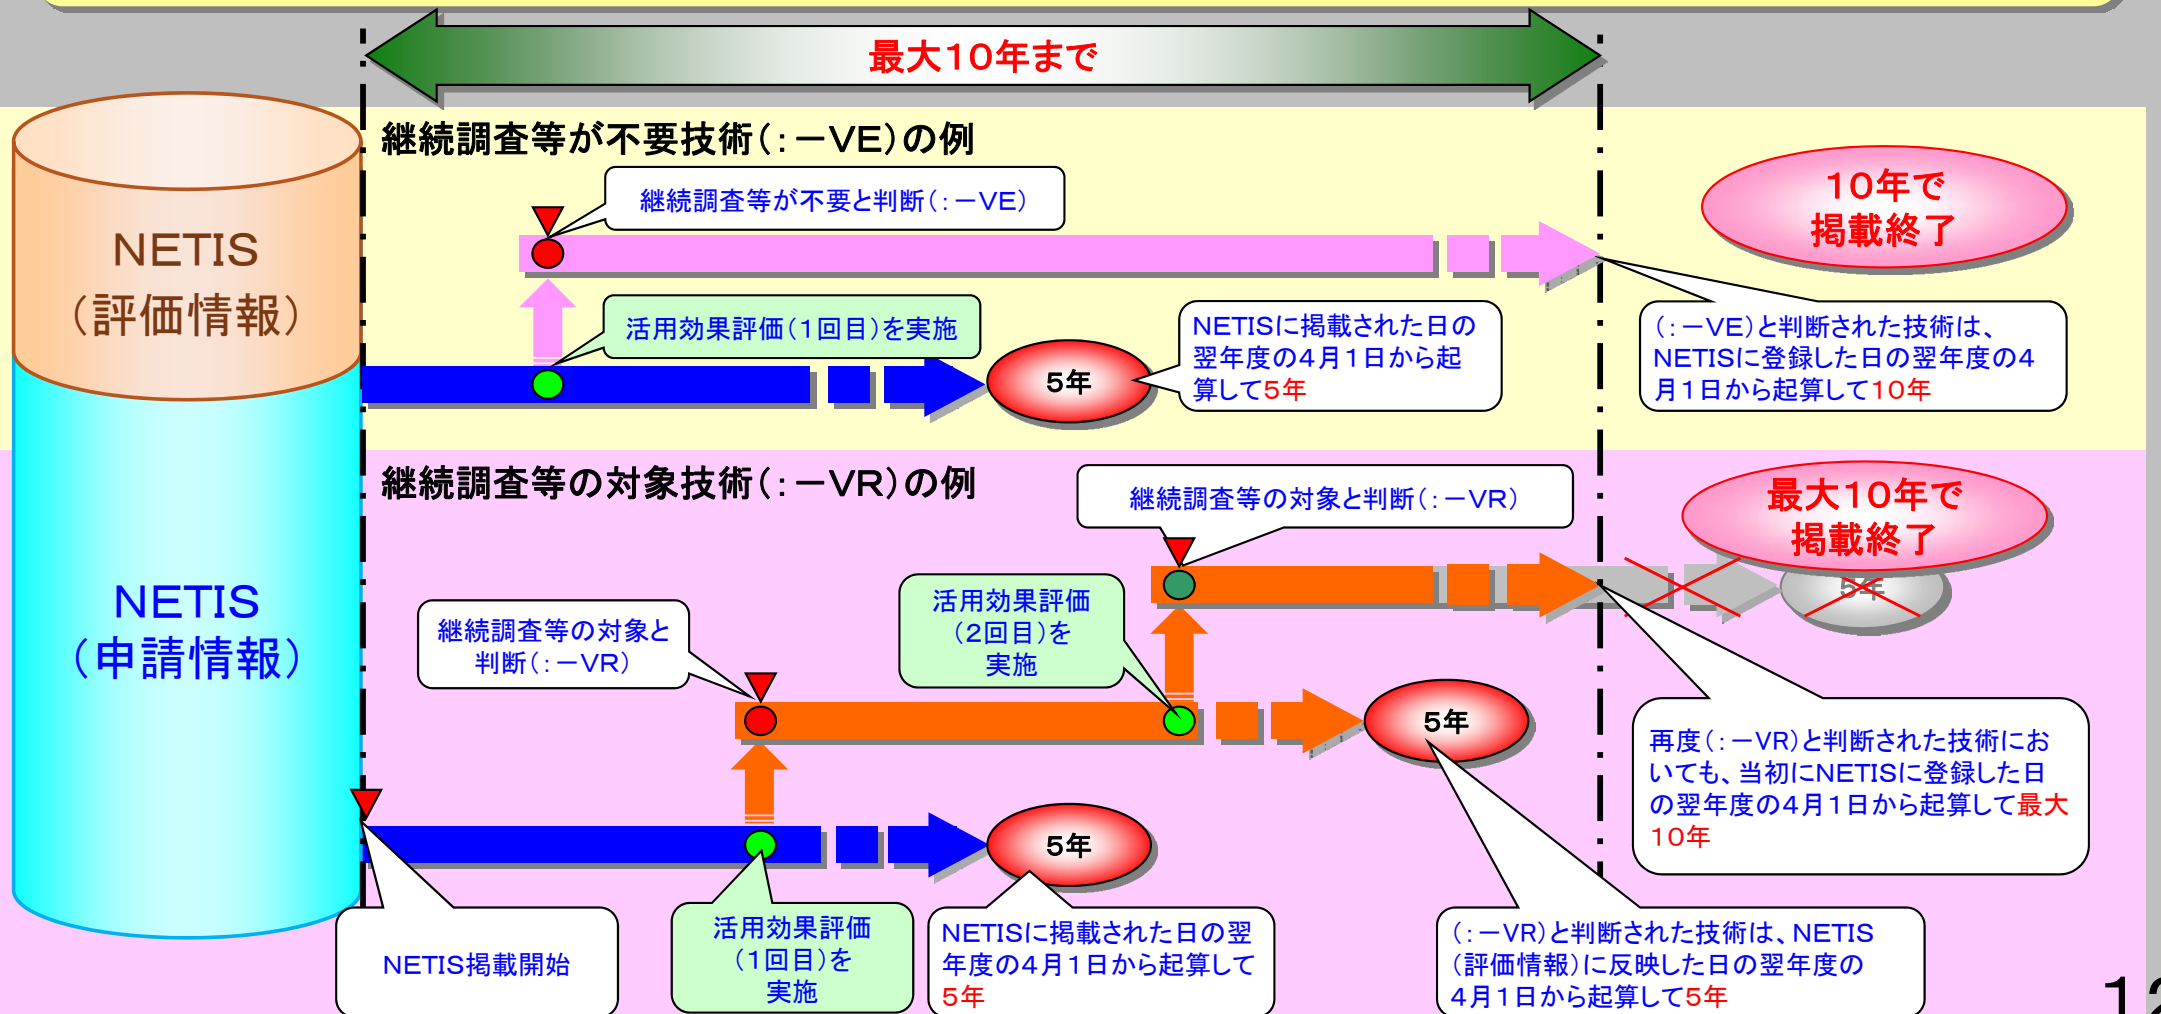 最大10年まで
継続調査等が不要技術(:-VE)の例
継続調査等が不要と判断(:-VE)
10年で
掲載終了
NETIS
(評価情報)
活用効果評価(1回目)を実施
5年
NETISに掲載された日の
翌年度の4月1日から起
算して5年
(:-VE)と判断された技術は、
NETISに登録した日の翌年度の4
月1日から起算して10年
継続調査等の対象技術(:-VR)の例
継続調査等の対象と判断(:-VR)
最大10年で
掲載終了
5年
NETIS
(申請情報)
継続調査等の対象と
判断(:-VR)
活用効果評価
(2回目)を
実施
5年
再度(:-VR)と判断された技術にお
いても、当初にNETISに登録した日
の翌年度の4月1日から起算して最大
10年
5年
NETIS掲載開始
活用効果評価
(1回目)を
実施
NETISに掲載された日の翌
年度の4月1日から起算して
5年
(:-VR)と判断された技術は、NETIS
(評価情報)に反映した日の翌年度の
4月1日から起算して5年
12